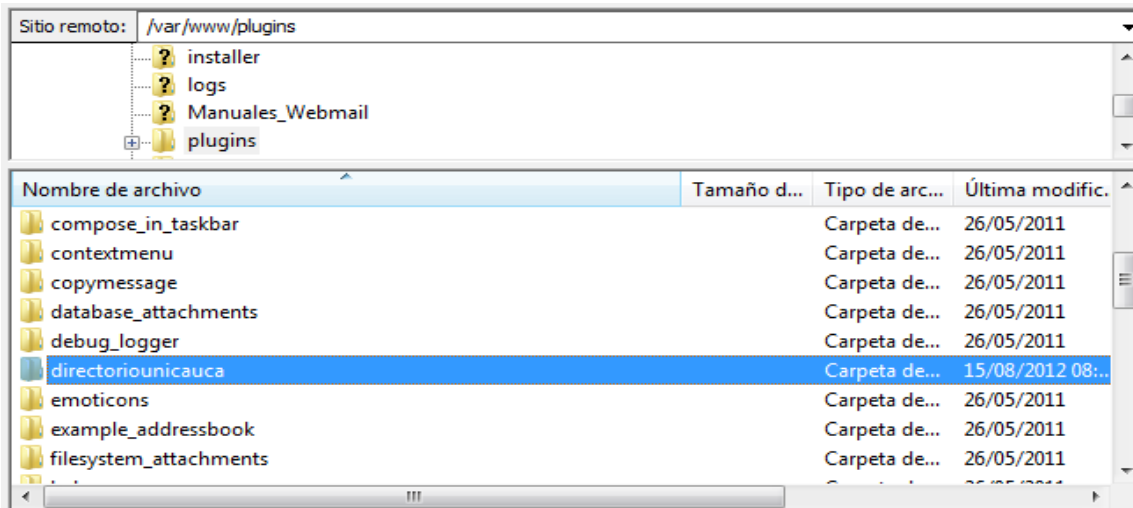 Sitio remoto: /var/www/plugins
installer
logs
Manuales_Webmail
plugins
Nombre de archivo Tamaño d... Tipo de arc... Última modific.
compose_in_taskbar Carpeta de... 26/05/2011
contextmenu Carpeta de... 26/05/2011
copymessage Carpeta de... 26/05/2011
database_attachments Carpeta de... 26/05/2011
debug_logger Carpeta de... 26/05/2011
directoriounicauca Carpeta de... 15/08/2012 08:...
emoticons Carpeta de... 26/05/2011
example_addressbook Carpeta de... 26/05/2011
filesystem_attachments Carpeta de... 26/05/2011